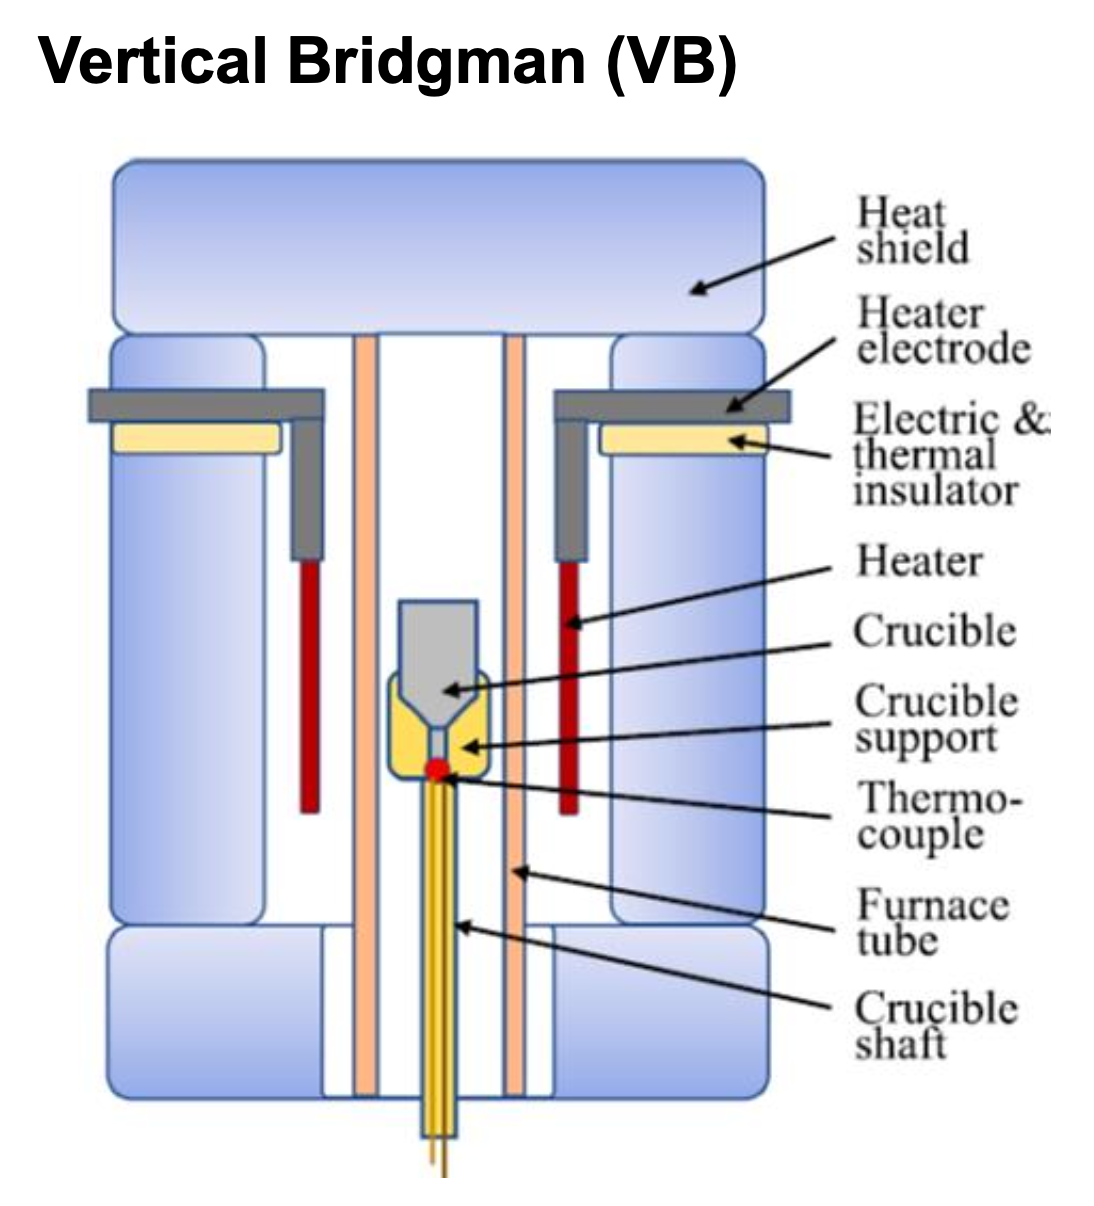 Vertical Bridgman (VB)
Heat
shield
Heater
electrode
Electric &
thermal
insulator
Heater
Crucible
Crucible
support
Thermo-
couple
Furnace
tube
Crucible
shaft